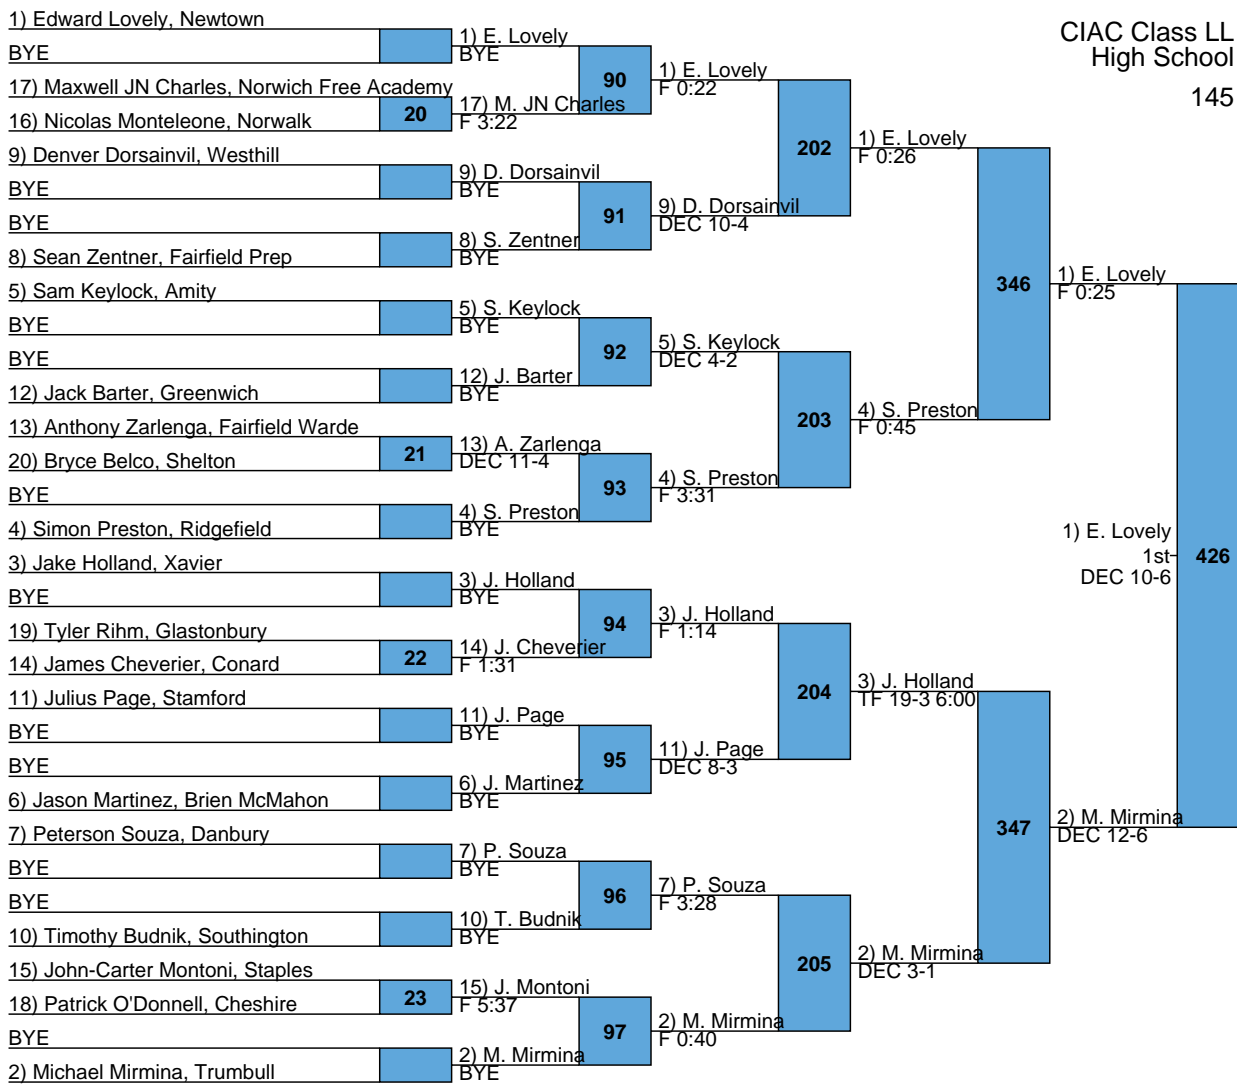 CIAC Class LL
High School
145
1) Edward Lovely, Newtown
BYE
17) Maxwell JN Charles, Norwich Free Academy
20
16) Nicolas Monteleone, Norwalk
9) Denver Dorsainvil, Westhill
BYE
BYE
8) Sean Zentner, Fairfield Prep
5) Sam Keylock, Amity
BYE
BYE
12) Jack Barter, Greenwich
13) Anthony Zarlenga, Fairfield Warde
21
20) Bryce Belco, Shelton
BYE
4) Simon Preston, Ridgefield
3) Jake Holland, Xavier
BYE
19) Tyler Rihm, Glastonbury
22
14) James Cheverier, Conard
11) Julius Page, Stamford
BYE
BYE
6) Jason Martinez, Brien McMahon
7) Peterson Souza, Danbury
BYE
BYE
10) Timothy Budnik, Southington
15) John-Carter Montoni, Staples
23
18) Patrick O'Donnell, Cheshire
BYE
2) Michael Mirmina, Trumbull
1) E. Lovely
BYE
90
17) M. JN Charles
F 3:22
9) D. Dorsainvil
BYE
91
8) S. Zentner
BYE
5) S. Keylock
BYE
92
12) J. Barter
BYE
13) A. Zarlenga
DEC 11-4
93
4) S. Preston
BYE
3) J. Holland
BYE
94
14) J. Cheverier
F 1:31
11) J. Page
BYE
95
6) J. Martinez
BYE
7) P. Souza
BYE
96
10) T. Budnik
BYE
15) J. Montoni
F 5:37
97
2) M. Mirmina
BYE
1) E. Lovely
F 0:22
202
9) D. Dorsainvil
DEC 10-4
5) S. Keylock
DEC 4-2
203
4) S. Preston
F 3:31
3) J. Holland
F 1:14
204
11) J. Page
DEC 8-3
7) P. Souza
F 3:28
205
2) M. Mirmina
F 0:40
1) E. Lovely
F 0:26
346
4) S. Preston
F 0:45
3) J. Holland
TF 19-3 6:00
347
2) M. Mirmina
DEC 3-1
1) E. Lovely
F 0:25
426
2) M. Mirmina
DEC 12-6
1) E. Lovely
1st
DEC 10-6